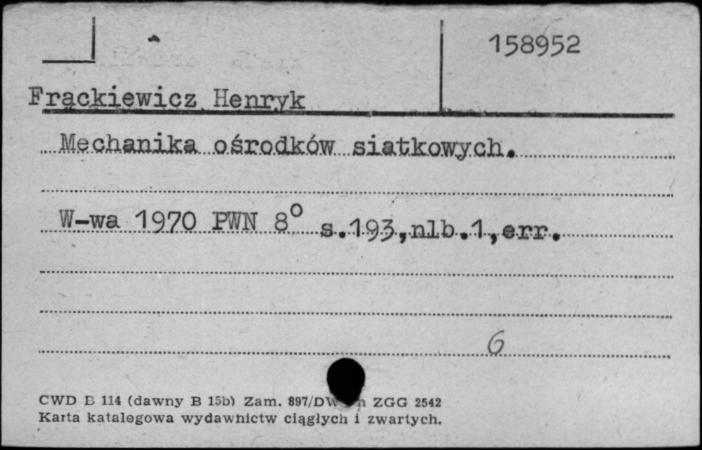 158952
Frąckiewicz Henryk
Mechanika ośrodków siatkowych.
W-wa 1970 PWN 8° s.193,nlb.1,err.
6
CWD B 114 (dawny B 15b) Zam. 897/DW ZGG 2542
Karta katalogowa wydawnictw ciągłych i zwartych.